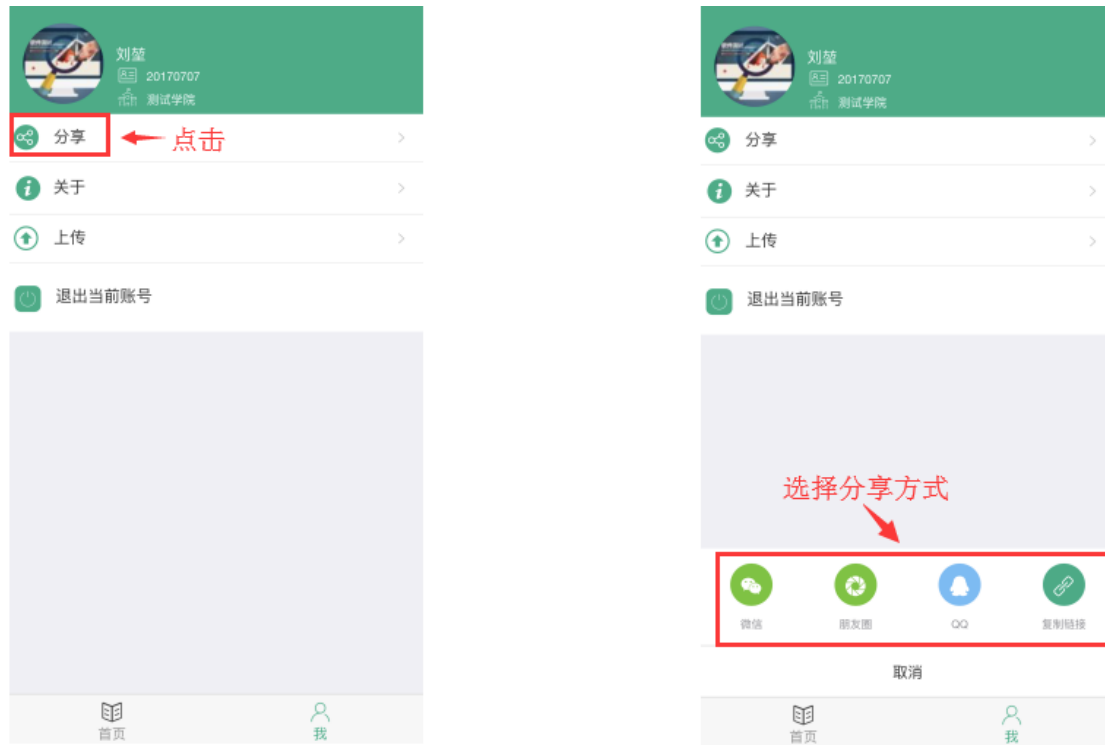 刘堃
20170707
测试学院
分享
点击
关于
上传
退出当前账号
首页
我
刘堃
20170707
测试学院
分享
关于
上传
退出当前账号
选择分享方式
微信
朋友圈
QQ
复制链接
取消
首页
我